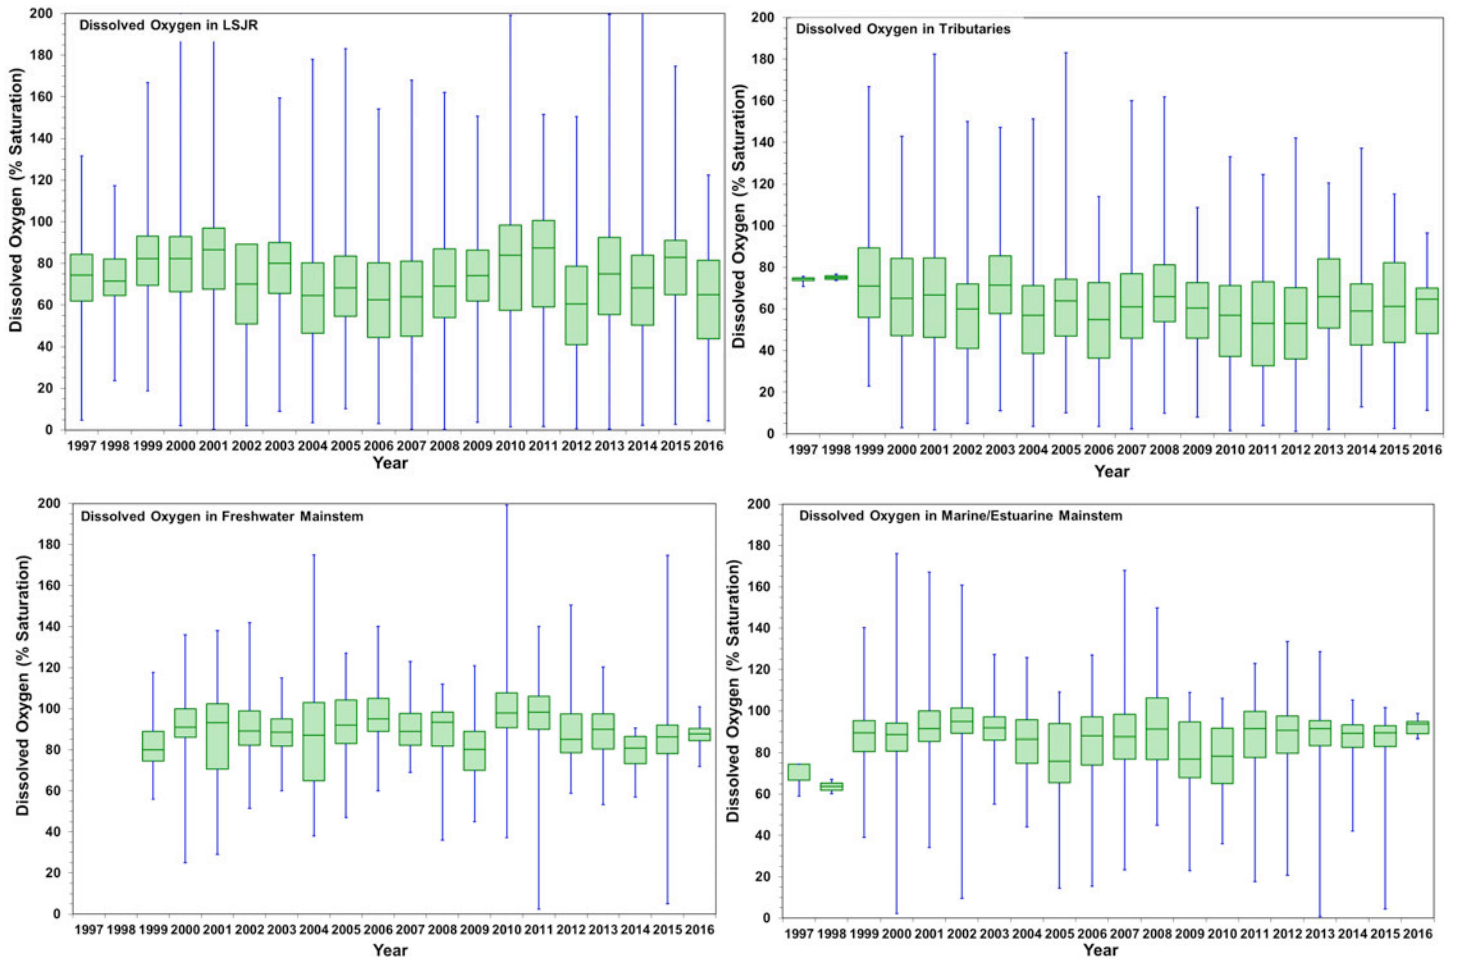 Dissolved Oxygen in LSJR
Dissolved Oxygen (% Saturation)
200
180
160
140
120
100
80
60
40
20
0
1997 1998 1999 2000 2001 2002 2003 2004 2005 2006 2007 2008 2009 2010 2011 2012 2013 2014 2015 2016
Year
Dissolved Oxygen in Tributaries
Dissolved Oxygen (% Saturation)
200
180
160
140
120
100
80
60
40
20
0
1997 1998 1999 2000 2001 2002 2003 2004 2005 2006 2007 2008 2009 2010 2011 2012 2013 2014 2015 2016
Year
Dissolved Oxygen in Freshwater Mainstem
Dissolved Oxygen (% Saturation)
200
180
160
140
120
100
80
60
40
20
0
1997 1998 1999 2000 2001 2002 2003 2004 2005 2006 2007 2008 2009 2010 2011 2012 2013 2014 2015 2016
Year
Dissolved Oxygen in Marine/Estuarine Mainstem
Dissolved Oxygen (% Saturation)
200
180
160
140
120
100
80
60
40
20
0
1997 1998 1999 2000 2001 2002 2003 2004 2005 2006 2007 2008 2009 2010 2011 2012 2013 2014 2015 2016
Year